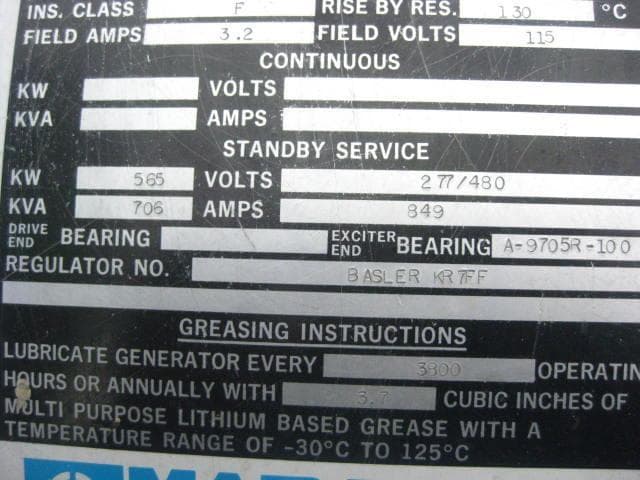 INS. CLASS F RISE BY RES. 130 °C
FIELD AMPS 3.2 FIELD VOLTS 115
CONTINUOUS
KW VOLTS
KVA AMPS
STANDBY SERVICE
KW 565 VOLTS 277/480
KVA 706 AMPS 849
DRIVE END BEARING EXCITER END BEARING A-9705R-100
REGULATOR NO. BASLER KR7FF
GREASING INSTRUCTIONS
LUBRICATE GENERATOR EVERY 3800 OPERATIN
HOURS OR ANNUALLY WITH 3.7 CUBIC INCHES OF
MULTI PURPOSE LITHIUM BASED GREASE WITH A
TEMPERATURE RANGE OF -30°C TO 125°C